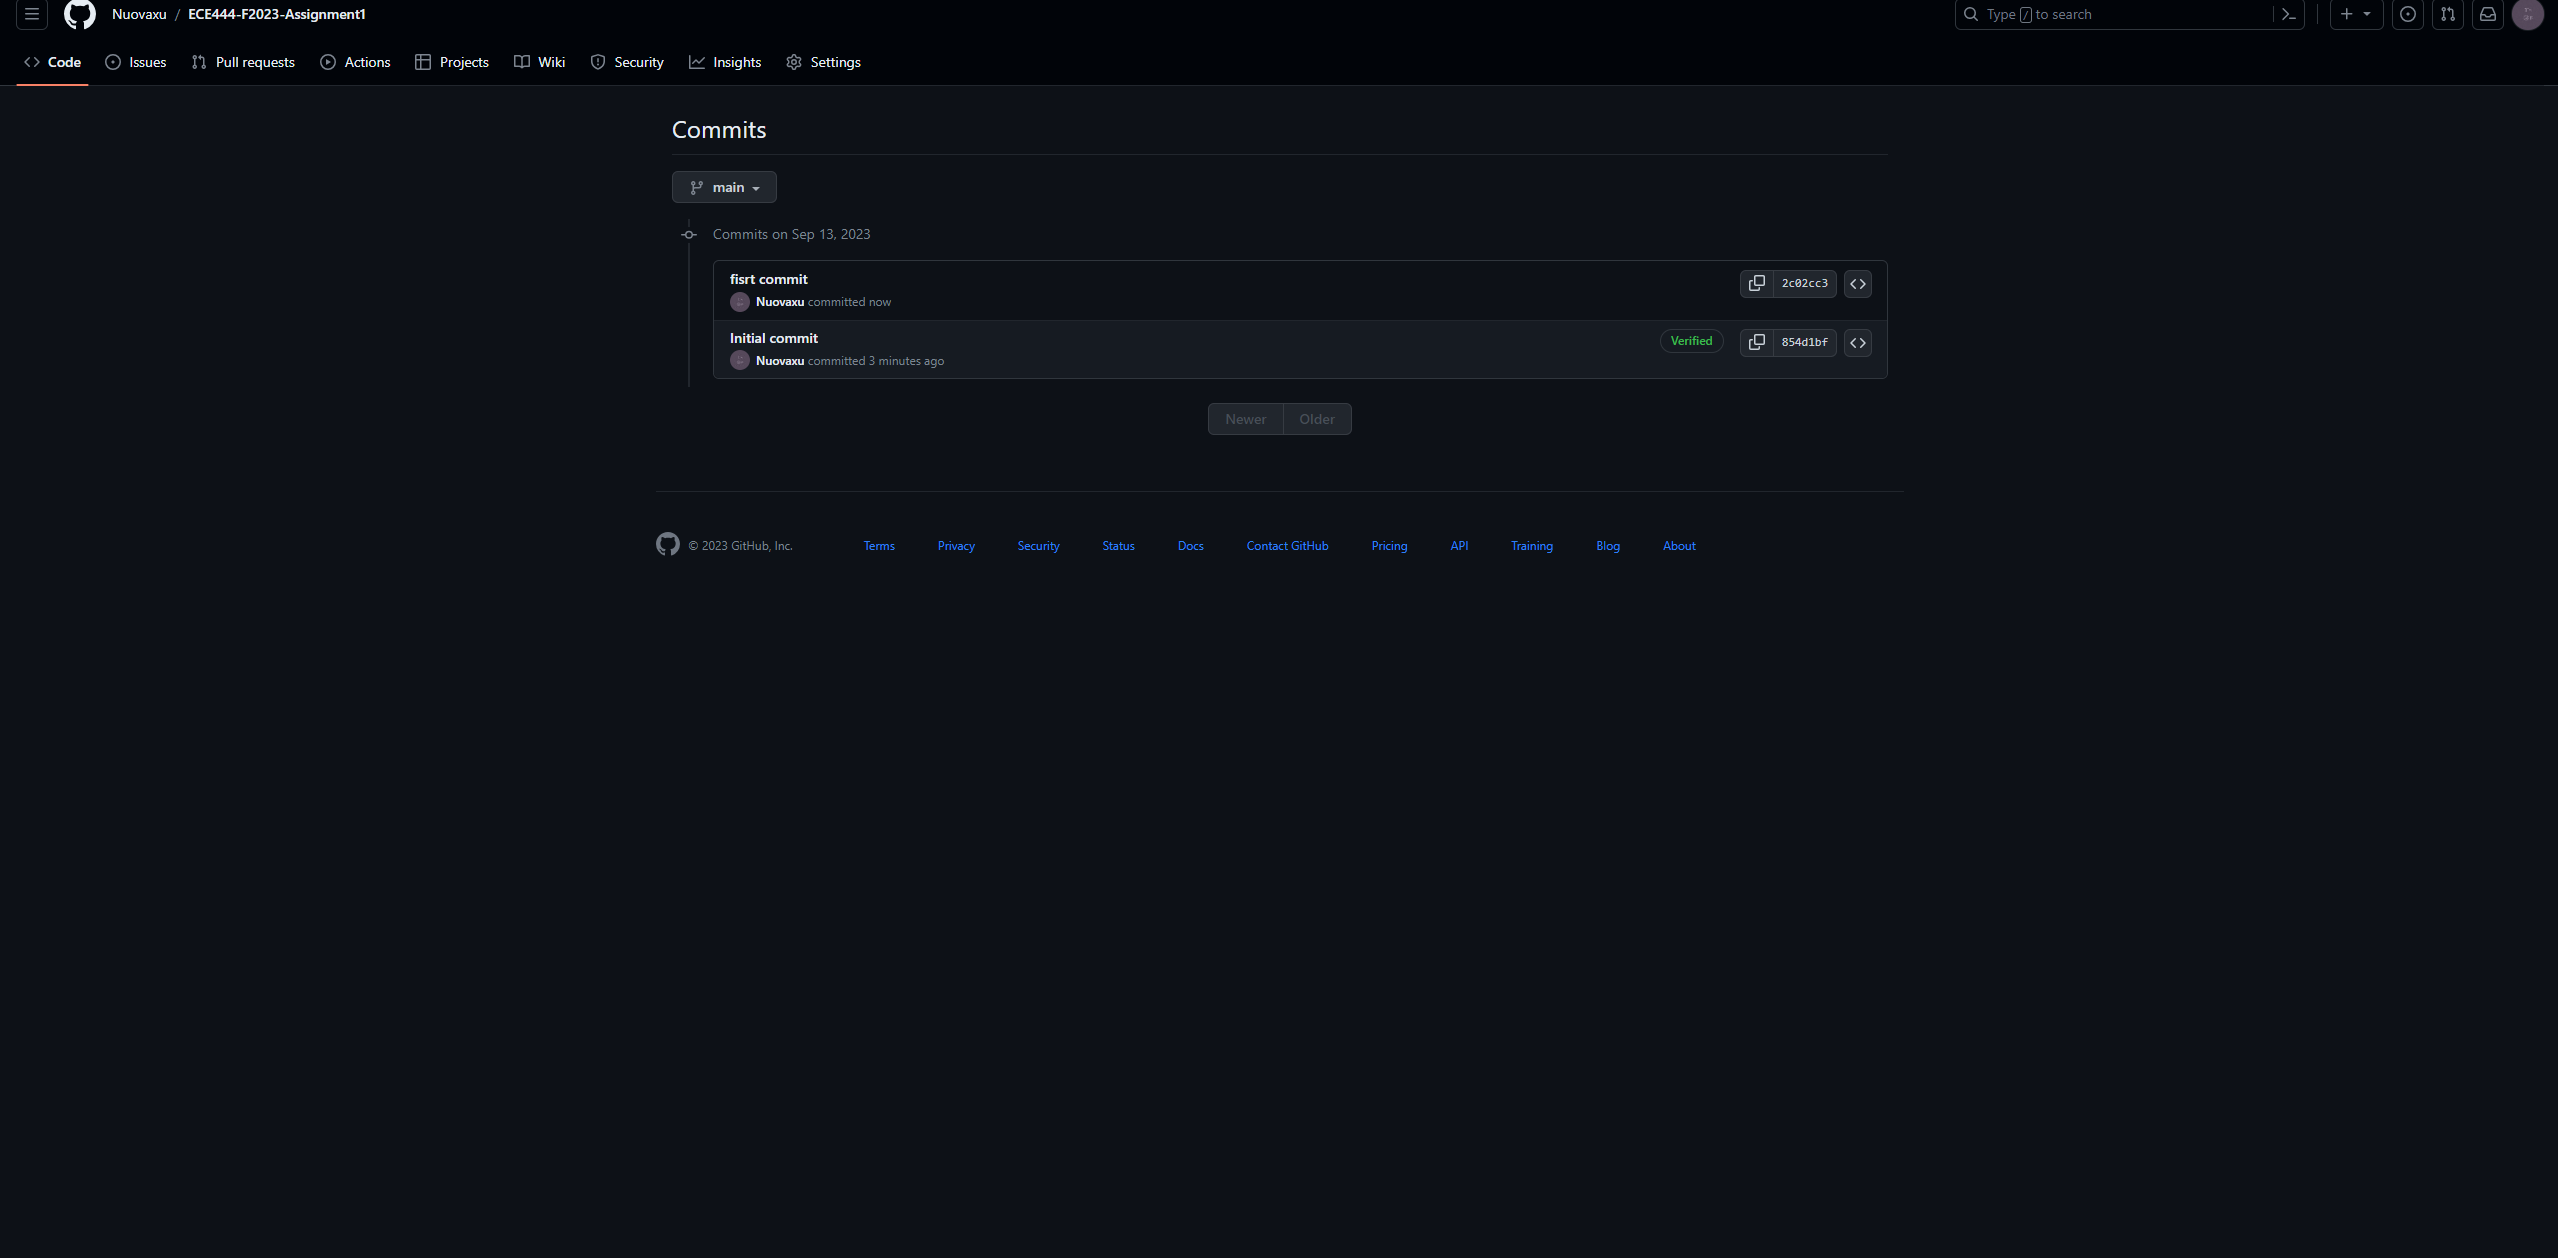 Nuovaxu / ECE444-F2023-Assignment1
Type / to search
Code Issues Pull requests Actions Projects Wiki Security Insights Settings
Commits
main
Commits on Sep 13, 2023
fisrt commit
2c02cc3
Nuovaxu committed now
Initial commit
Verified 854d1bf
Nuovaxu committed 3 minutes ago
Newer Older
© 2023 GitHub, Inc. Terms Privacy Security Status Docs Contact GitHub Pricing API Training Blog About